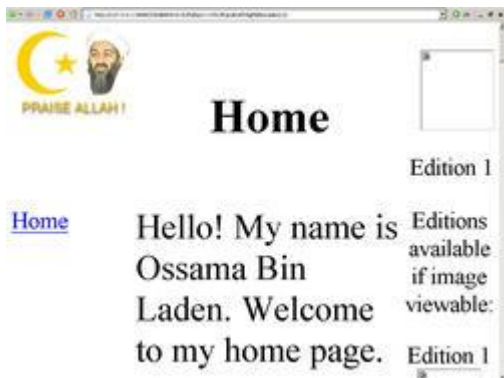 PRAISE ALLAH !
Home
Edition 1
Home
Hello! My name is
Ossama Bin
Laden. Welcome
to my home page.
Editions
available
if image
viewable:
Edition 1